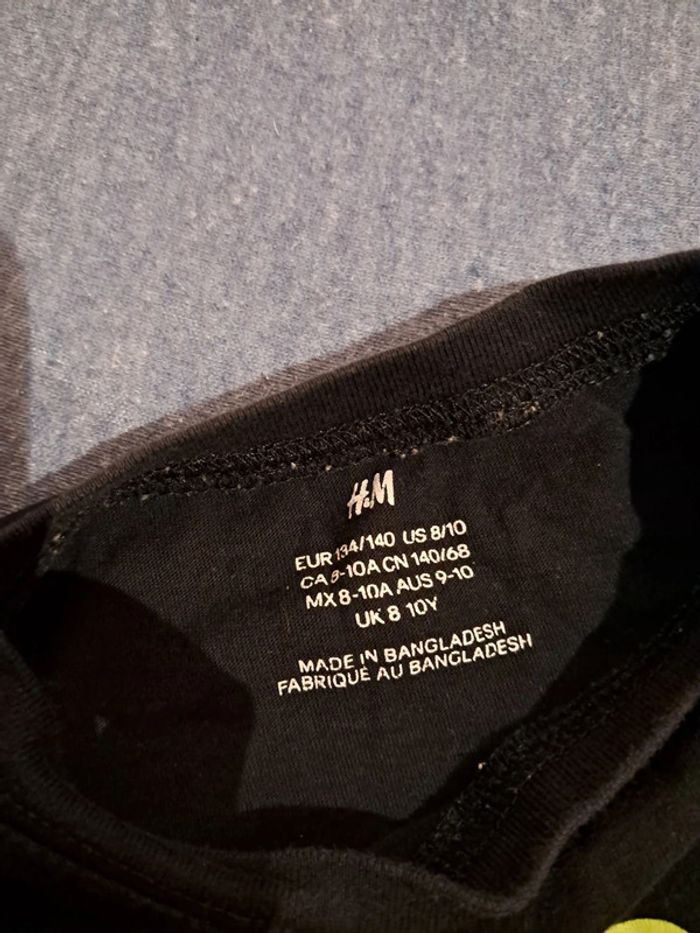 H&M
EUR 134/140 US 8/10
CA 8-10A CN 140/68
MX 8-10A AUS 9-10
UK 8 10Y
MADE IN BANGLADESH
FABRIQUÉ AU BANGLADESH